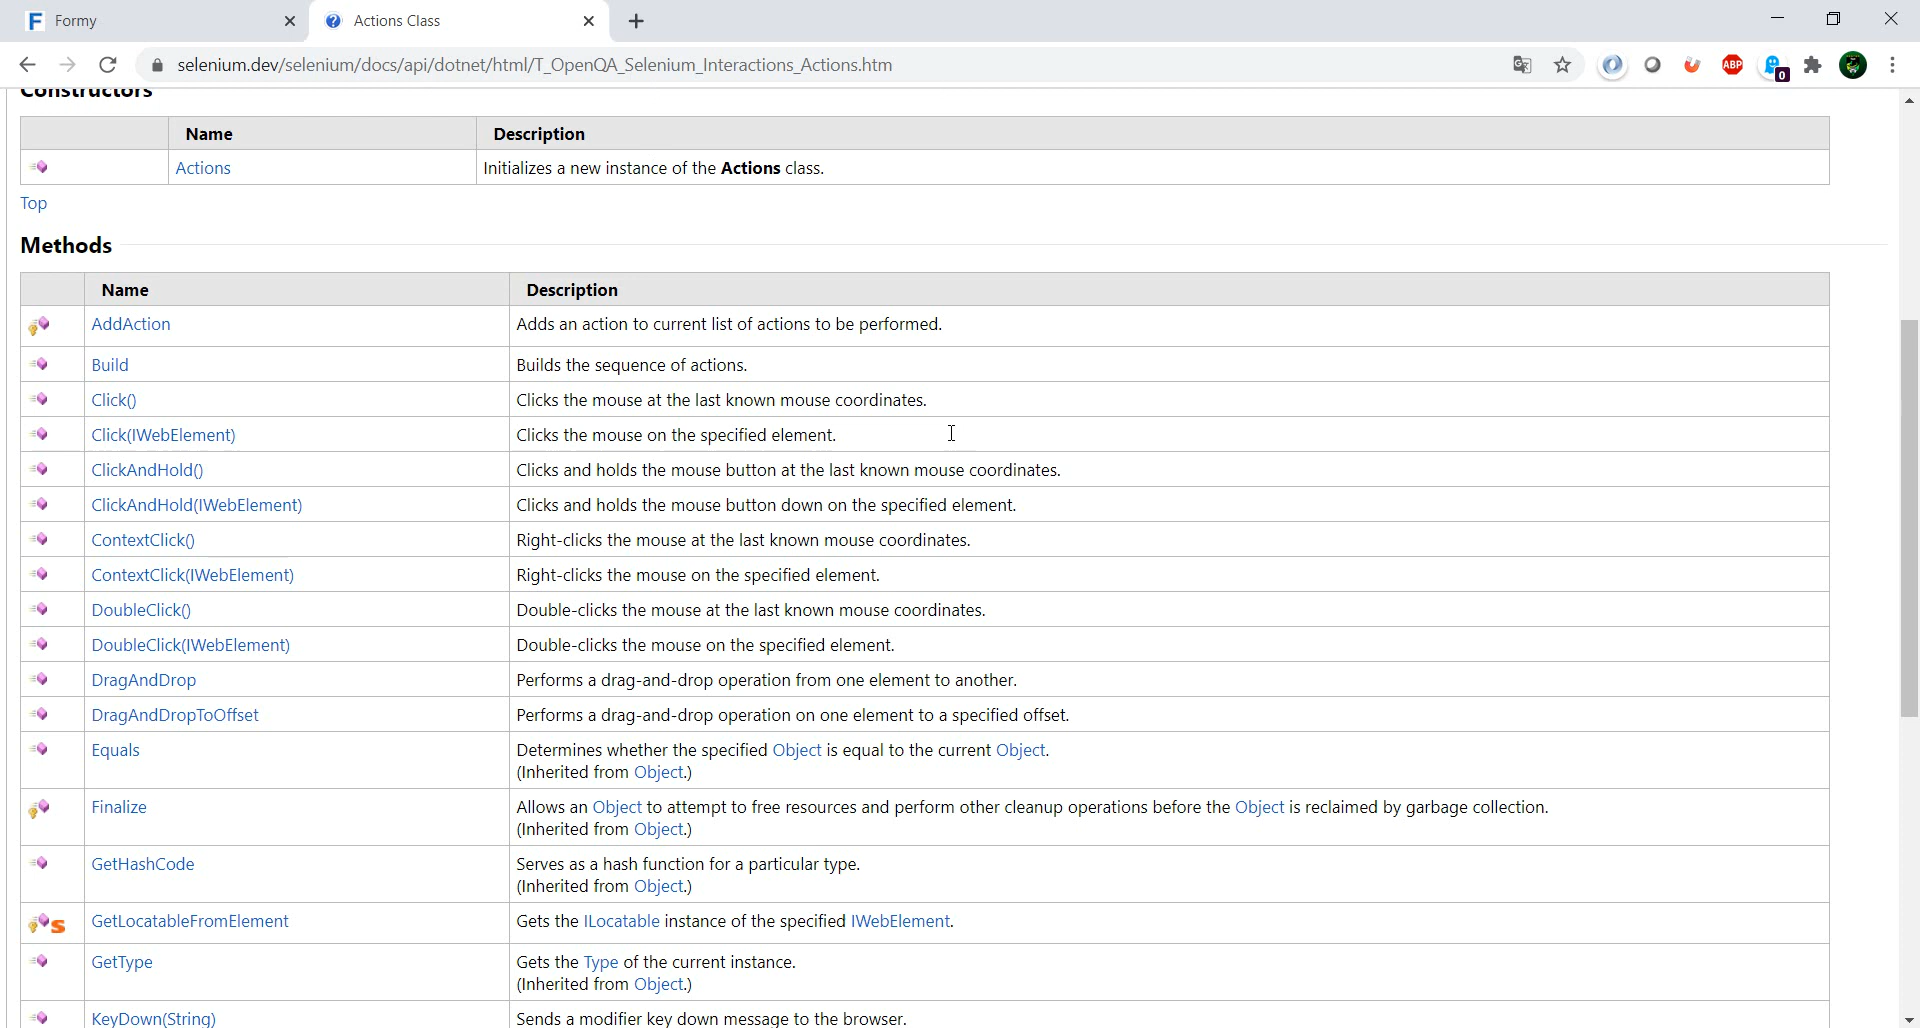 Formy
Actions Class
selenium.dev/selenium/docs/api/dotnet/html/T_OpenQA_Selenium_Interactions_Actions.htm
ABP
0
Constructors
Name Description
Actions Initializes a new instance of the Actions class.
Top
Methods
Name Description
AddAction Adds an action to current list of actions to be performed.
Build Builds the sequence of actions.
Click() Clicks the mouse at the last known mouse coordinates.
Click(IWebElement) Clicks the mouse on the specified element.
ClickAndHold() Clicks and holds the mouse button at the last known mouse coordinates.
ClickAndHold(IWebElement) Clicks and holds the mouse button down on the specified element.
ContextClick() Right-clicks the mouse at the last known mouse coordinates.
ContextClick(IWebElement) Right-clicks the mouse on the specified element.
DoubleClick() Double-clicks the mouse at the last known mouse coordinates.
DoubleClick(IWebElement) Double-clicks the mouse on the specified element.
DragAndDrop Performs a drag-and-drop operation from one element to another.
DragAndDropToOffset Performs a drag-and-drop operation on one element to a specified offset.
Equals Determines whether the specified Object is equal to the current Object.
(Inherited from Object.)
Finalize Allows an Object to attempt to free resources and perform other cleanup operations before the Object is reclaimed by garbage collection.
(Inherited from Object.)
GetHashCode Serves as a hash function for a particular type.
(Inherited from Object.)
GetLocatableFromElement Gets the ILocatable instance of the specified IWebElement.
GetType Gets the Type of the current instance.
(Inherited from Object.)
KeyDown(String) Sends a modifier key down message to the browser.